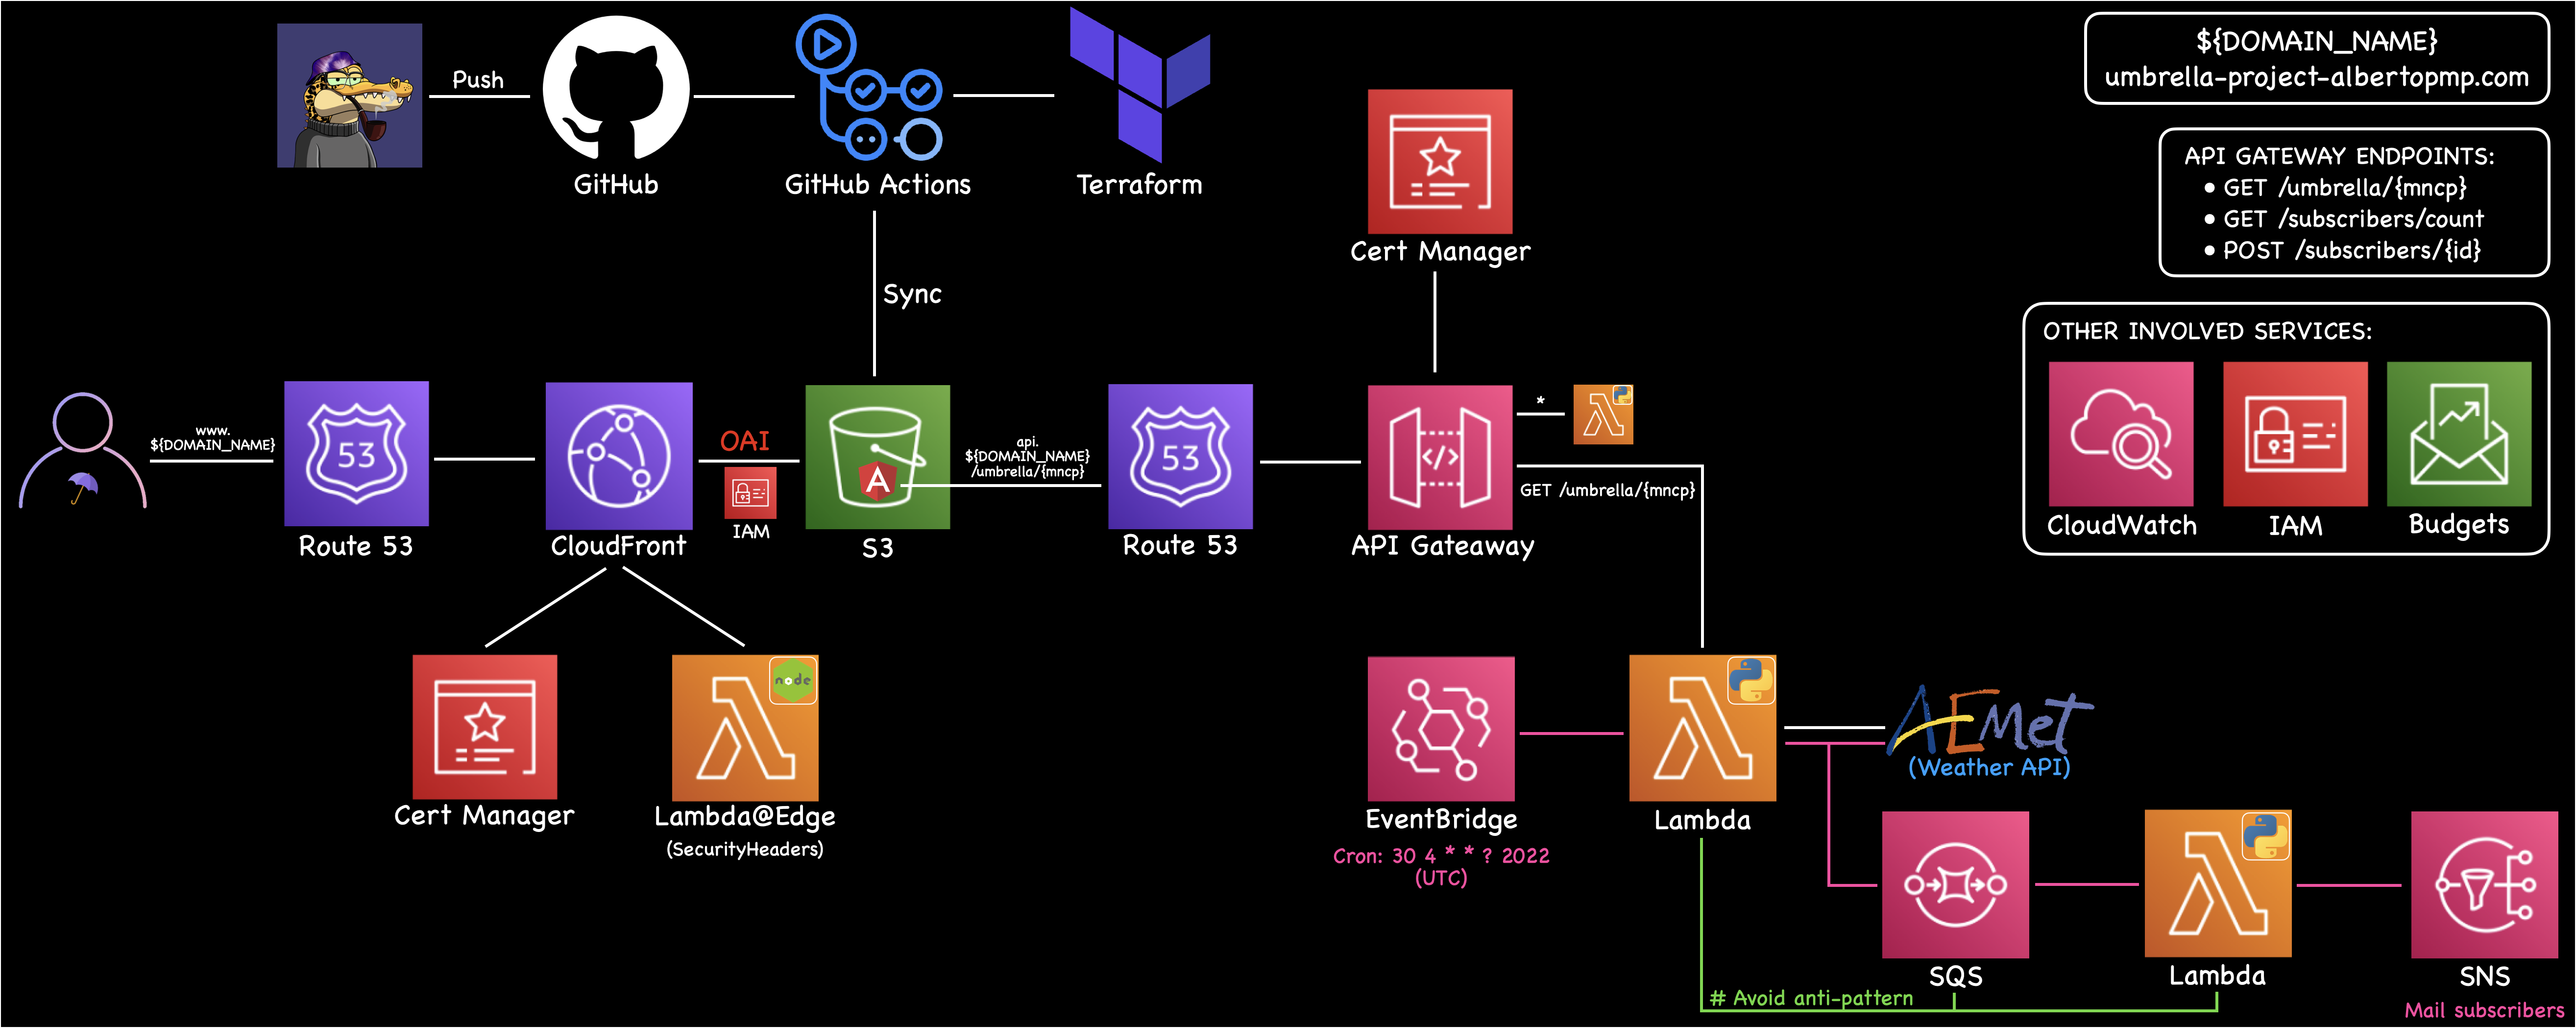 Push
GitHub
GitHub Actions
Terraform
${DOMAIN_NAME}
umbrella-project-albertopmp.com
API GATEWAY ENDPOINTS:
• GET /umbrella/{mncp}
• GET /subscribers/count
• POST /subscribers/{id}
Cert Manager
Sync
OTHER INVOLVED SERVICES:
CloudWatch
IAM
Budgets
www.
${DOMAIN_NAME}
53
Route 53
CloudFront
OAI
IAM
A
S3
api.
${DOMAIN_NAME}
/umbrella/{mncp}
53
Route 53
</>
API Gateaway
*
GET /umbrella/{mncp}
Cert Manager
node
Lambda@Edge
(SecurityHeaders)
EventBridge
Cron: 30 4 * * ? 2022
(UTC)
Lambda
AEMet
(Weather API)
SQS
Lambda
SNS
# Avoid anti-pattern
Mail subscribers